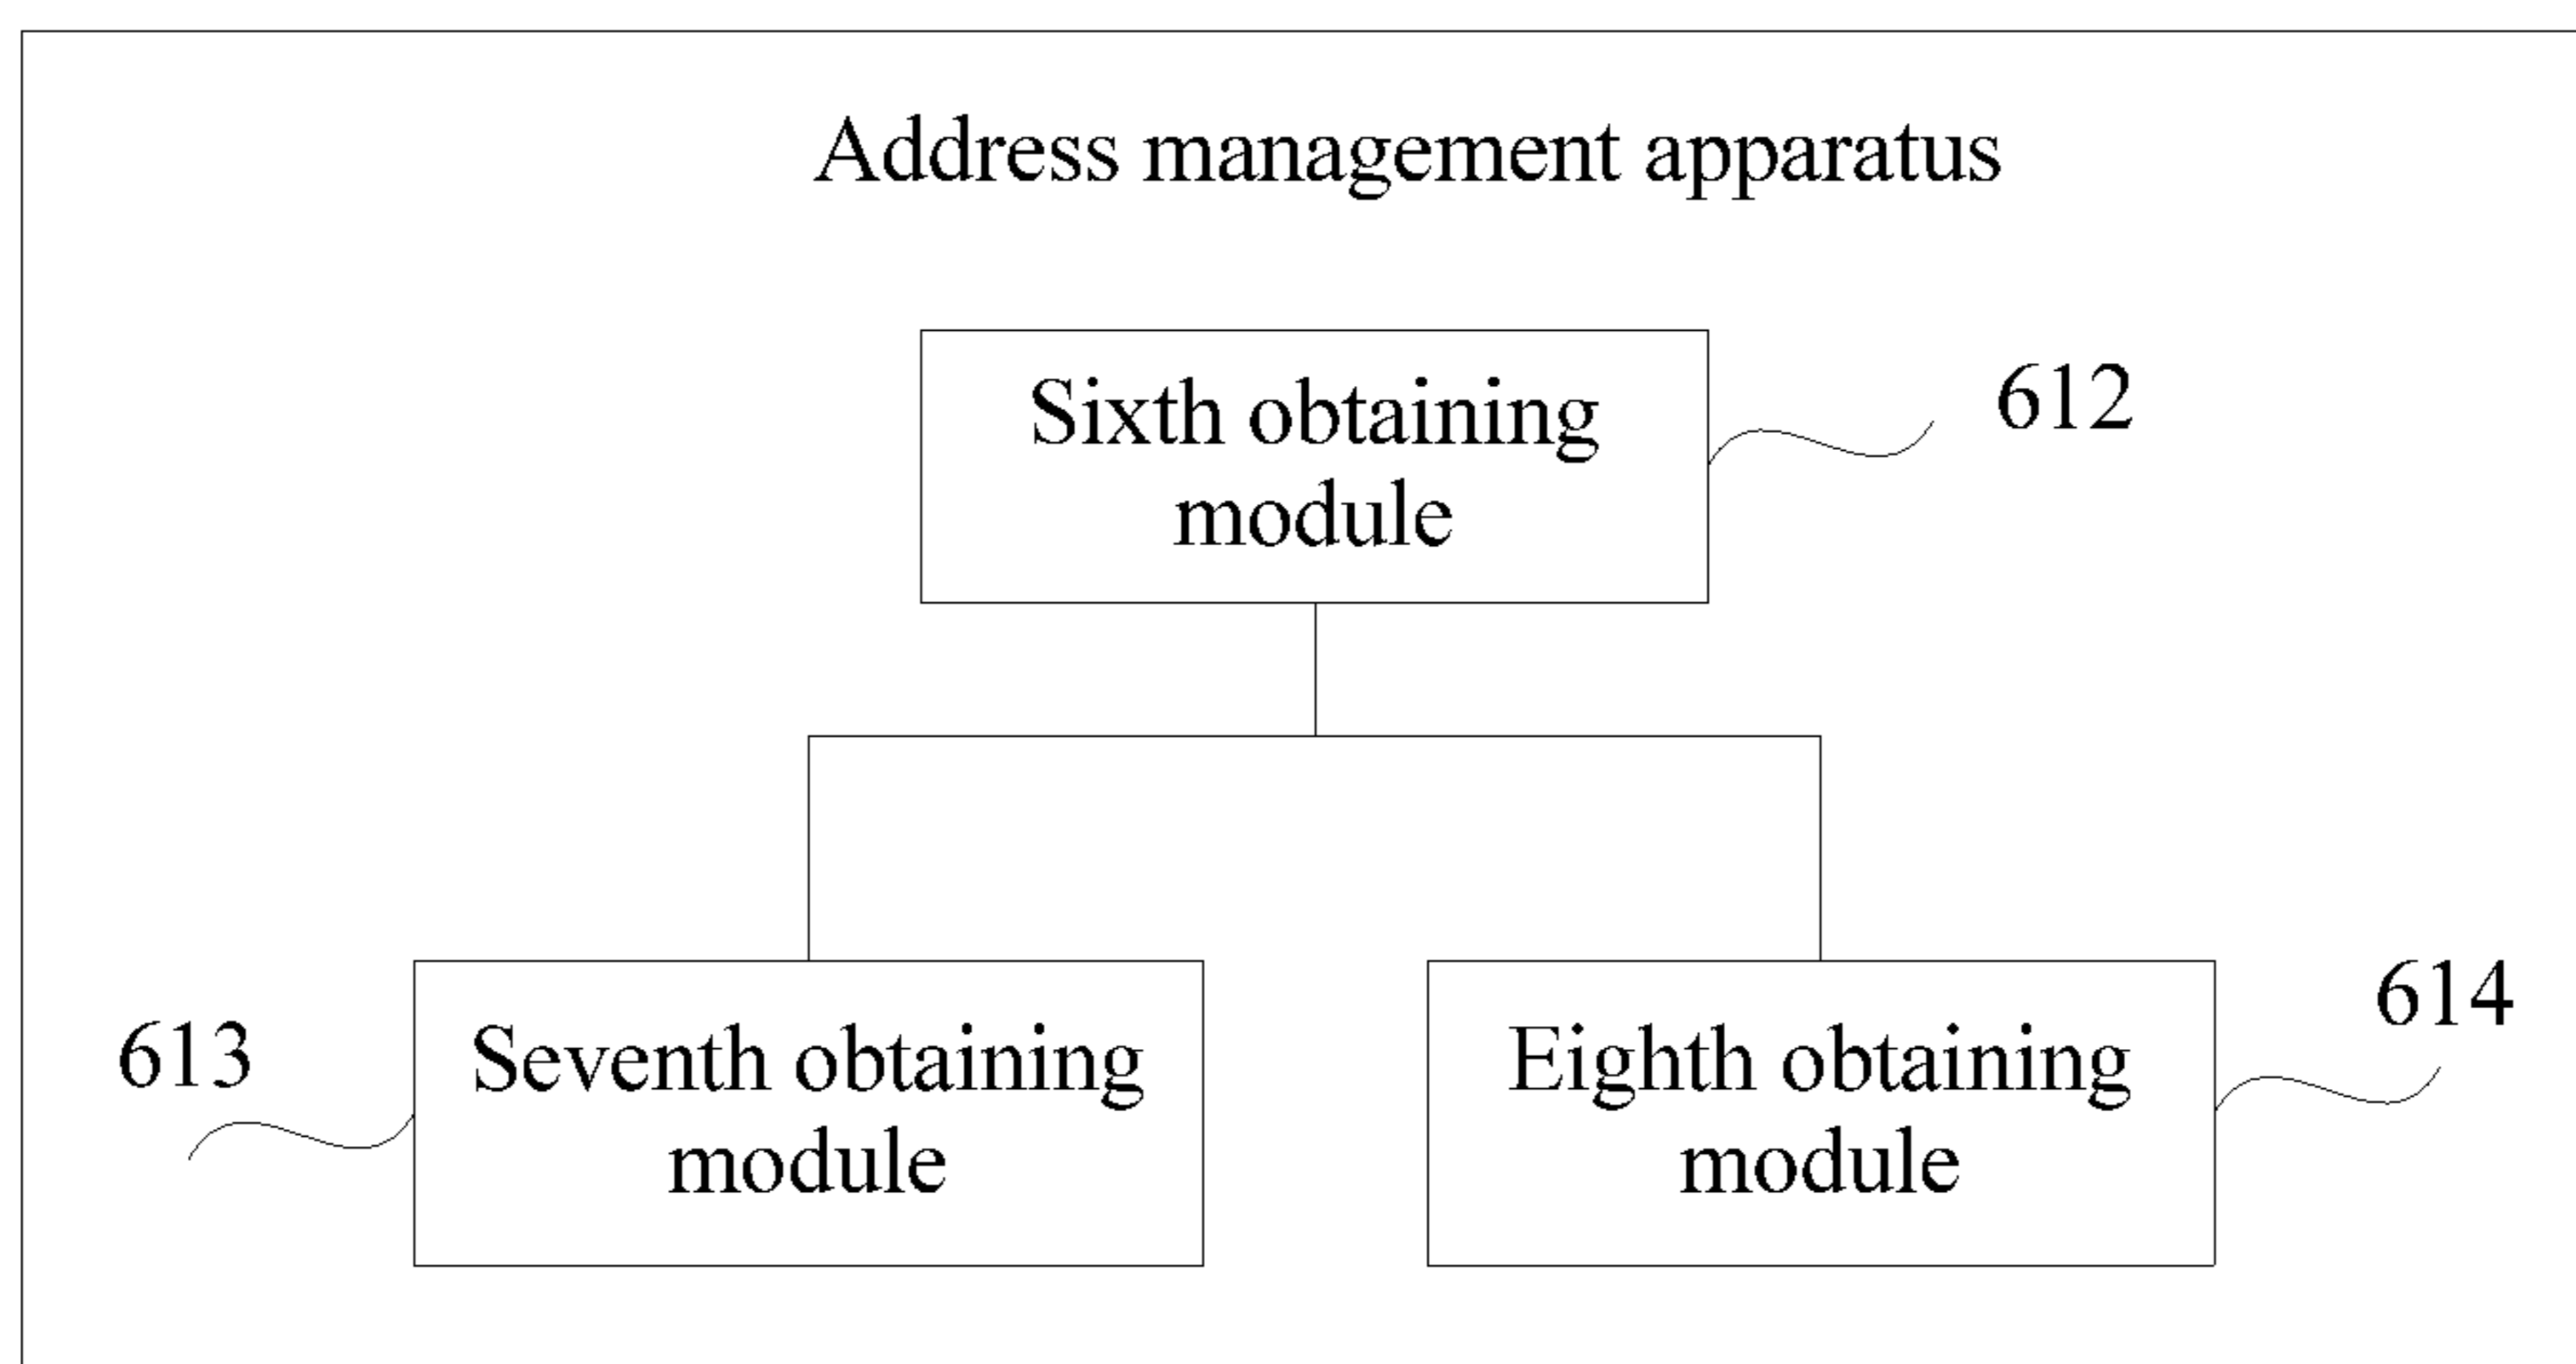 Address management apparatus
Sixth obtaining
module
612
613
Seventh obtaining
module
Eighth obtaining
module
614